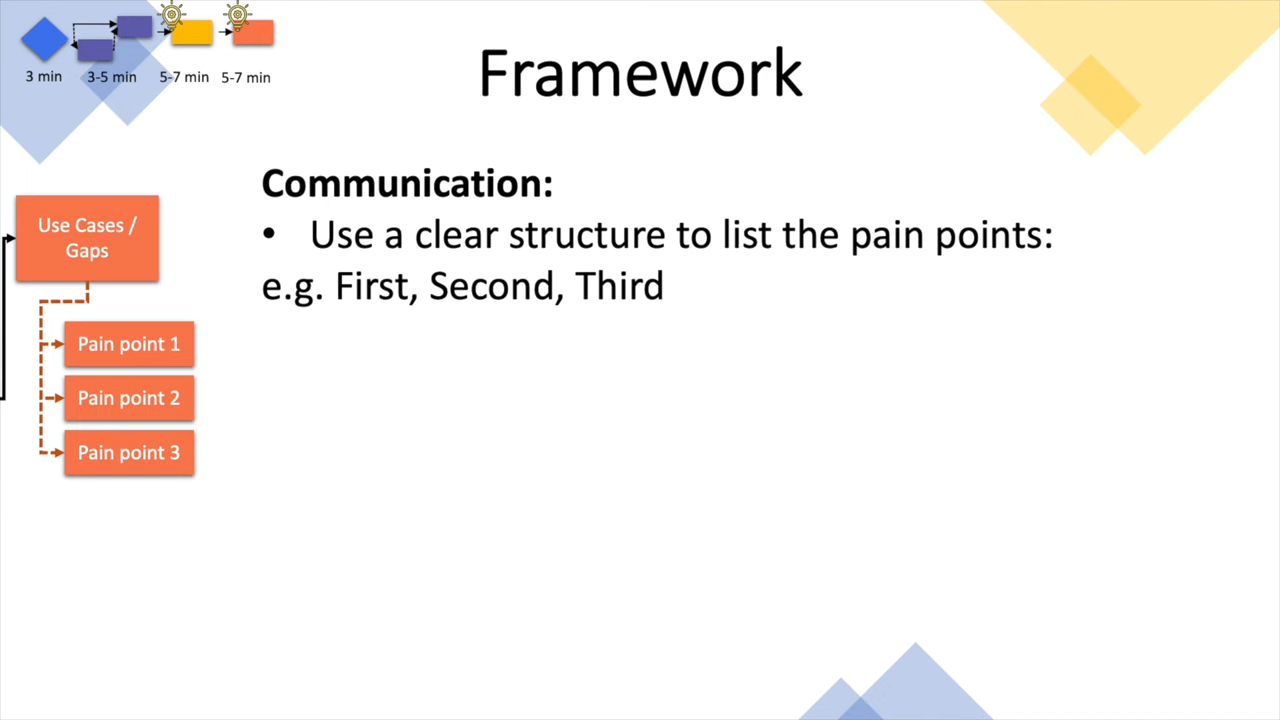 3 min
3-5 min
5-7 min
5-7 min
Framework
Use Cases /
Gaps
Pain point 1
Pain point 2
Pain point 3
Communication:
• Use a clear structure to list the pain points:
e.g. First, Second, Third